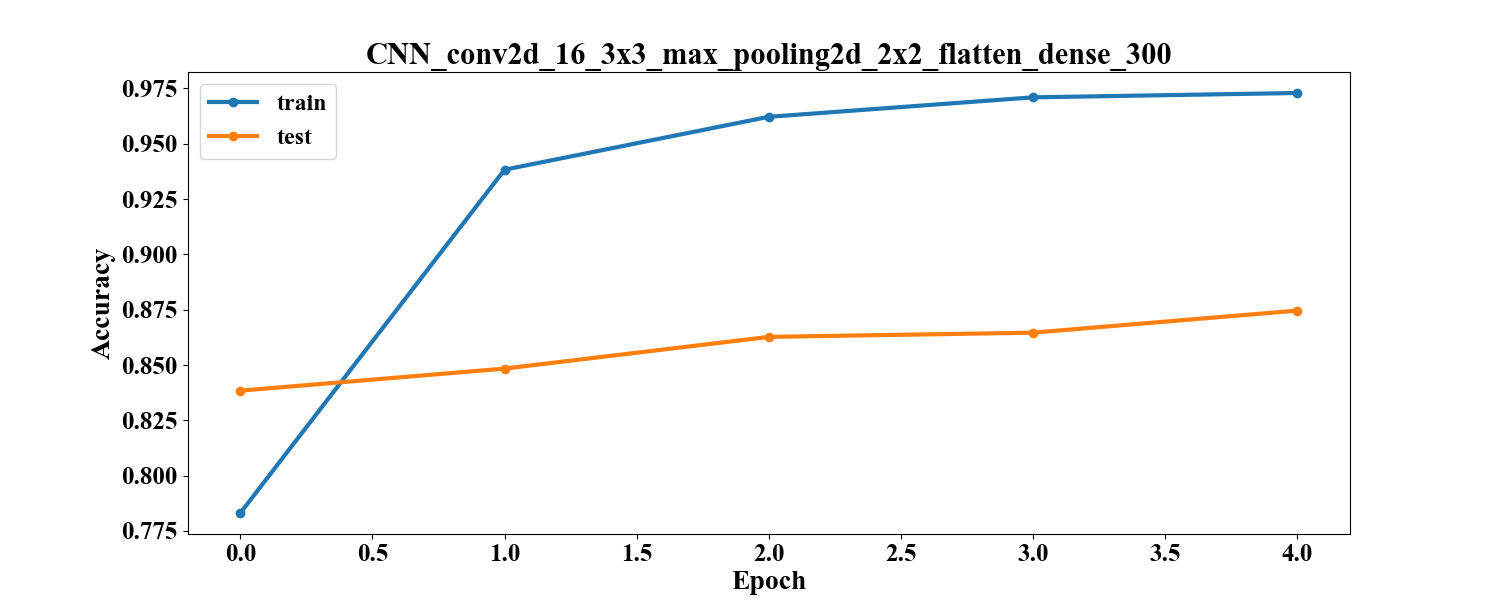 CNN_conv2d_16_3x3_max_pooling2d_2x2_flatten_dense_300
train
test
0.975
0.950
0.925
0.900
0.875
0.850
0.825
0.800
0.775
Accuracy
0.0 0.5 1.0 1.5 2.0 2.5 3.0 3.5 4.0
Epoch